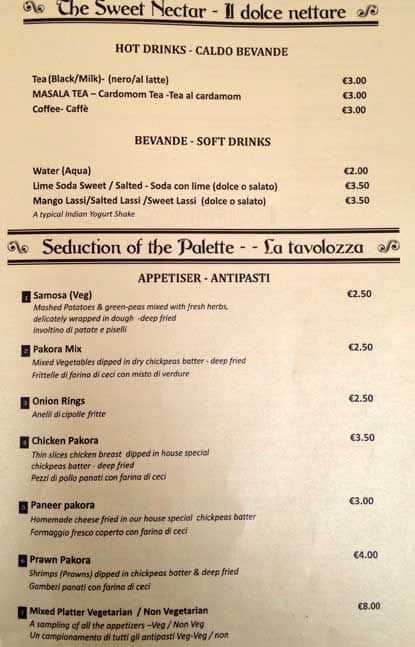 The Sweet Nectar - Il dolce nettare
HOT DRINKS - CALDO BEVANDE
Tea (Black/Milk)- (nero/al latte) €3.00
MASALA TEA – Cardomom Tea -Tea al cardamom €3.00
Coffee- Caffè €3.00
BEVANDE - SOFT DRINKS
Water (Aqua) €2.00
Lime Soda Sweet / Salted - Soda con lime (dolce o salato) €3.50
Mango Lassi/Salted Lassi /Sweet Lassi (dolce o salato) €3.50
A typical Indian Yogurt Shake
Seduction of the Palette - - La tavolozza
APPETISER - ANTIPASTI
1 Samosa (Veg) €2.50
Mashed Potatoes & green-peas mixed with fresh herbs,
delicately wrapped in dough -deep fried
Involtino di patate e piselli
2 Pakora Mix €2.50
Mixed Vegetables dipped in dry chickpeas batter - deep fried
Frittelle di farina di ceci con misto di verdure
3 Onion Rings €2.50
Anelli di cipolle fritte
4 Chicken Pakora €3.50
Thin slices chicken breast dipped in house special
chickpeas batter - deep fried
Pezzi di pollo panati con farina di ceci
5 Paneer pakora €3.00
Homemade cheese fried in our house special chickpeas batter
Formaggio fresco coperto con farina di ceci
6 Prawn Pakora €4.00
Shrimps (Prawns) dipped in chickpeas batter & deep fried
Gamberi panati con farina di ceci
7 Mixed Platter Vegetarian / Non Vegetarian €8.00
A sampling of all the appetizers –Veg / Non Veg
Un campionamento di tutti gli antipasti Veg-Veg / non